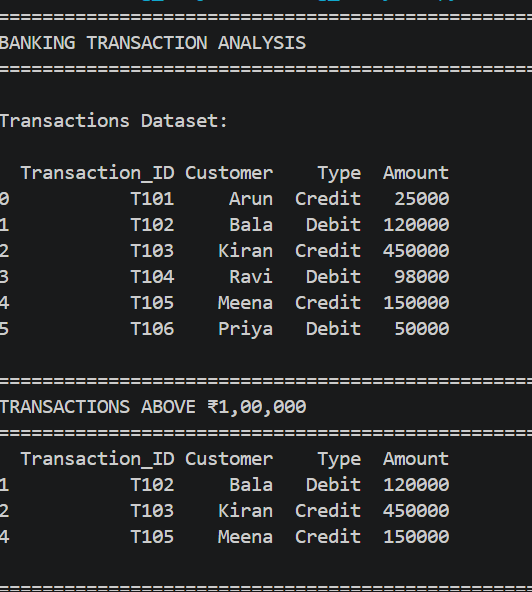 =================================================
BANKING TRANSACTION ANALYSIS
=================================================
Transactions Dataset:
  Transaction_ID Customer    Type  Amount
0           T101     Arun  Credit   25000
1           T102     Bala   Debit  120000
2           T103    Kiran  Credit  450000
3           T104     Ravi   Debit   98000
4           T105    Meena  Credit  150000
5           T106    Priya   Debit   50000
=================================================
TRANSACTIONS ABOVE ₹1,00,000
=================================================
  Transaction_ID Customer    Type  Amount
1           T102     Bala   Debit  120000
2           T103    Kiran  Credit  450000
4           T105    Meena  Credit  150000
=================================================